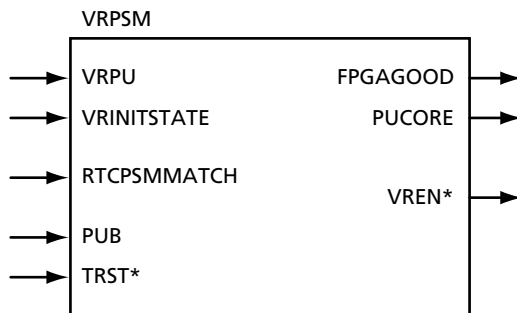 VRPSM
VRPU FPGAGOOD
VRINITSTATE PUCORE
RTCPSMMATCH
VREN*
PUB
TRST*